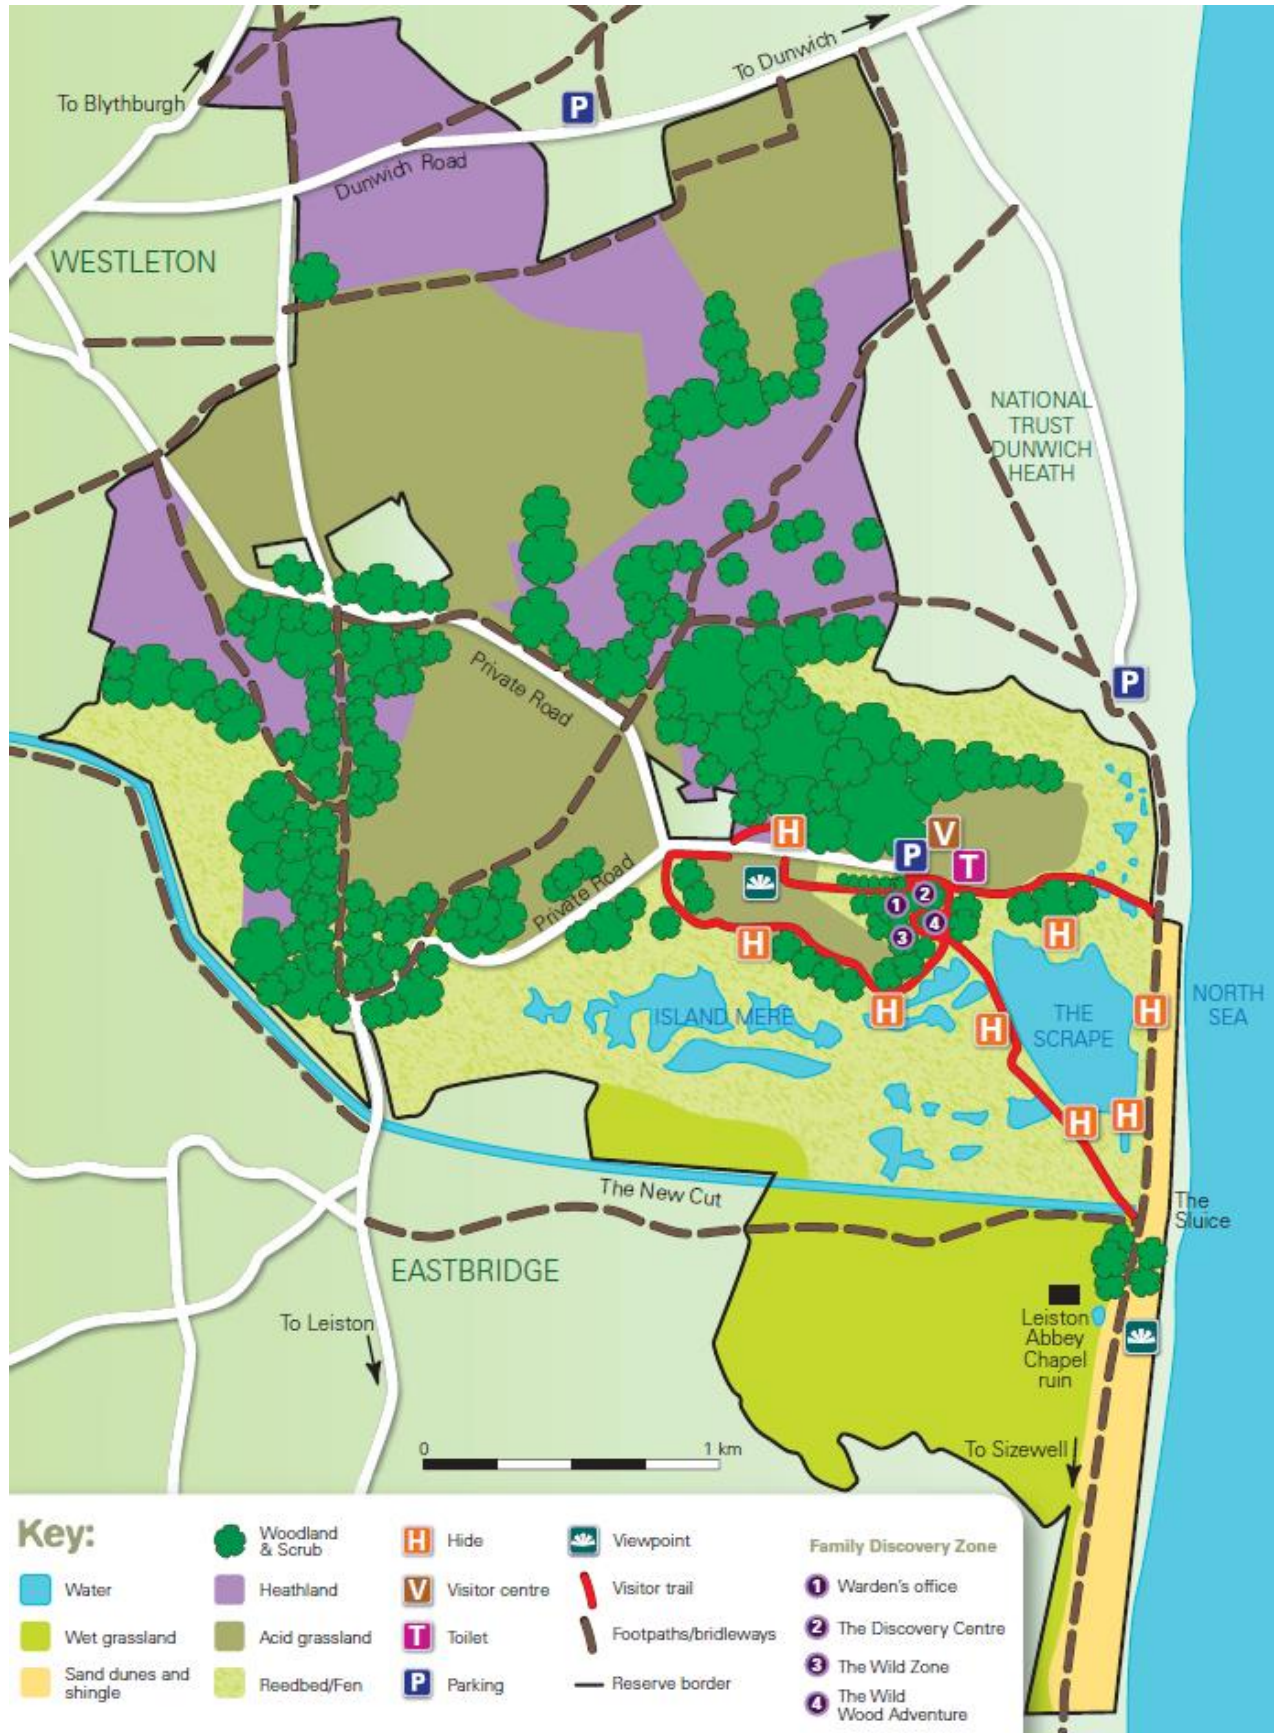 To Dunwich
To Blythburgh
P
Dunwich Road
WESTLETON
NATIONAL
TRUST
DUNWICH
HEATH
Private Road
P
H
V
P
T
Private Road
1
2
3
4
H
H
H
ISLAND MERE
H
THE
SCRAPE
H
NORTH
SEA
H
H
The New Cut
The
Sluice
EASTBRIDGE
To Leiston
Leiston
Abbey
Chapel
ruin
0
1 km
To Sizewell
Key:
Water
Wet grassland
Sand dunes and
shingle
Woodland
& Scrub
Heathland
Acid grassland
Reedbed/Fen
H Hide
V Visitor centre
T Toilet
P Parking
Viewpoint
Visitor trail
Footpaths/bridleways
Reserve border
Family Discovery Zone
1 Warden's office
2 The Discovery Centre
3 The Wild Zone
4 The Wild
Wood Adventure